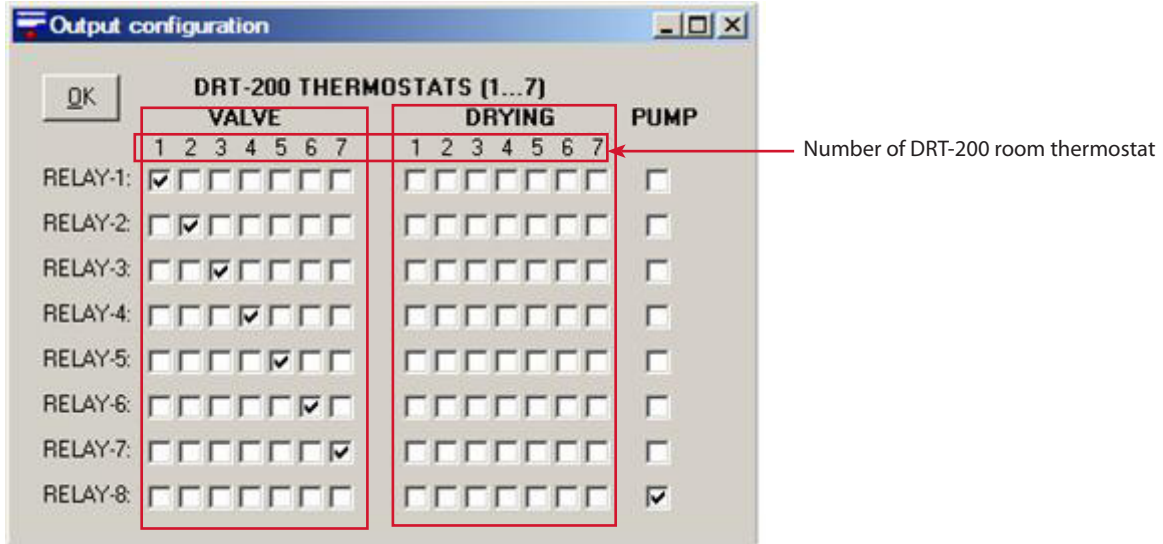 Output configuration
OK
DRT-200 THERMOSTATS (1...7)
VALVE DRYING PUMP
1 2 3 4 5 6 7 1 2 3 4 5 6 7
Number of DRT-200 room thermostat
RELAY-1:
RELAY-2:
RELAY-3:
RELAY-4:
RELAY-5:
RELAY-6:
RELAY-7:
RELAY-8: